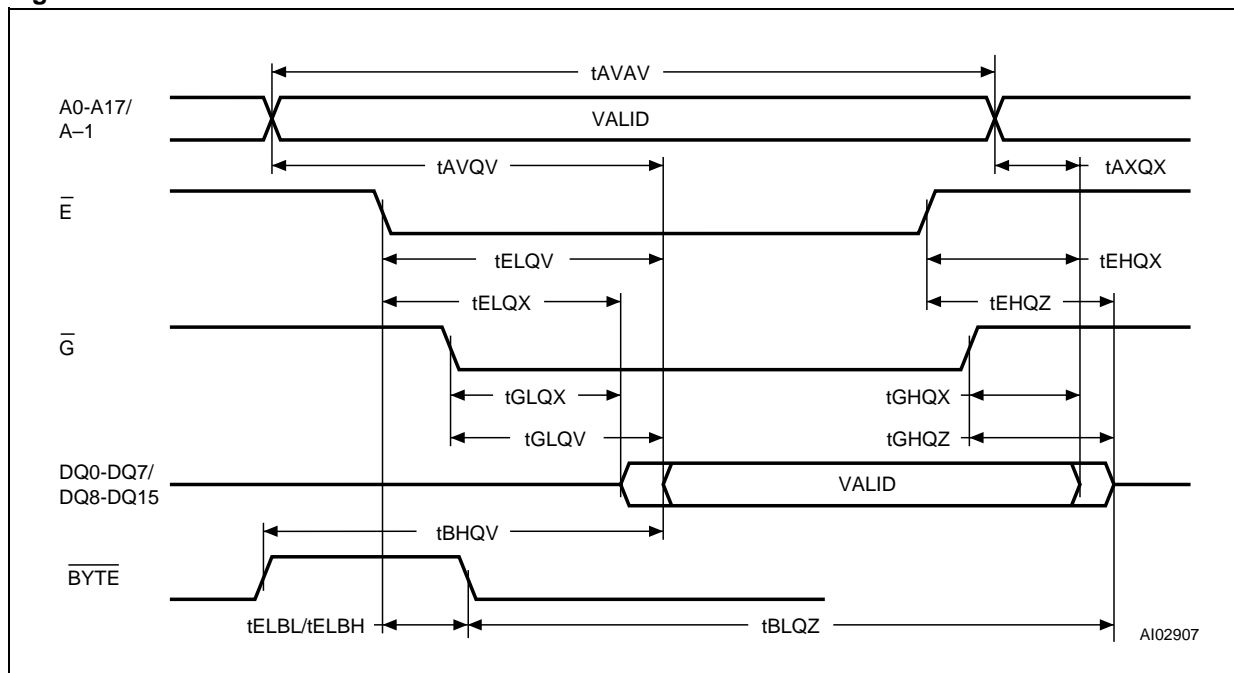 tAVAV
A0-A17/
A–1
VALID
tAVQV
tAXQX
E
tELQV
tEHQX
tELQX
tEHQZ
G
tGLQX
tGHQX
tGLQV
tGHQZ
DQ0-DQ7/
DQ8-DQ15
VALID
tBHQV
BYTE
tELBL/tELBH
tBLQZ
AI02907